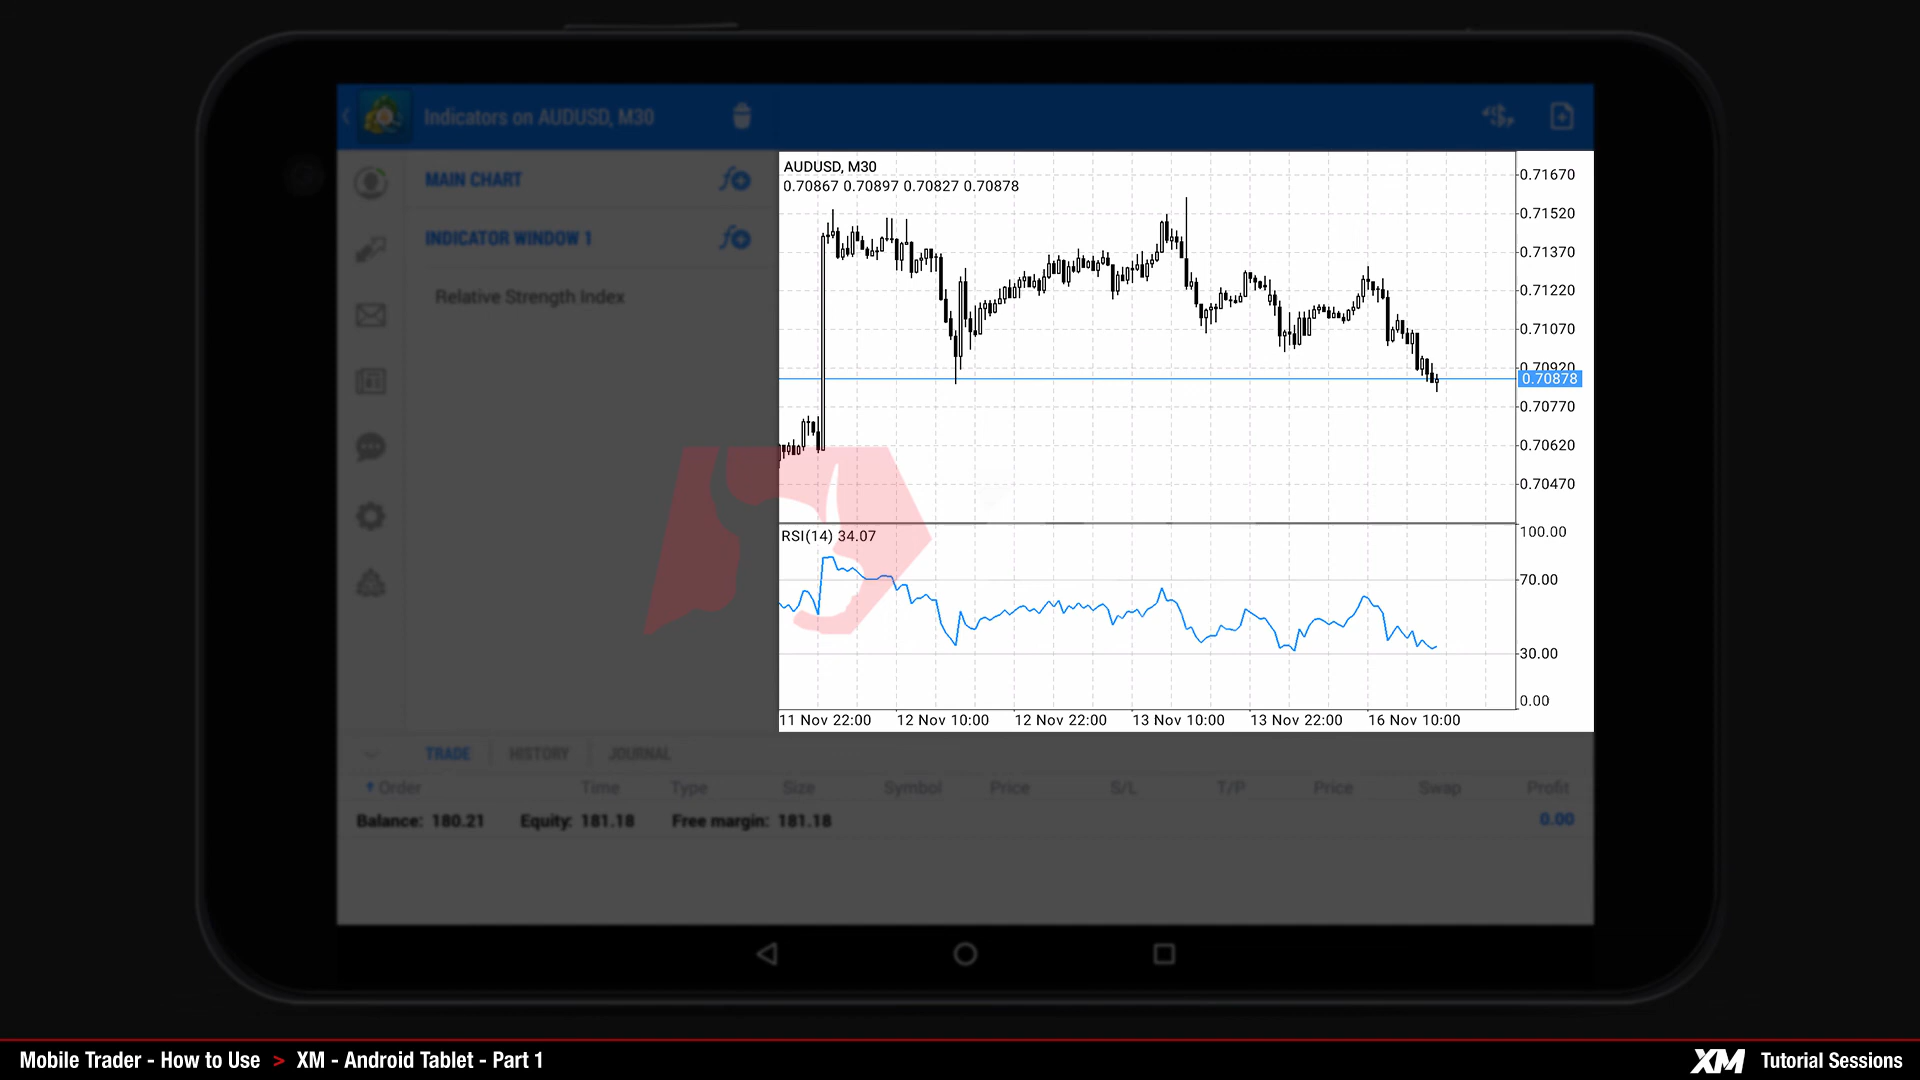 Indicators on AUDUSD, M30
MAIN CHART
INDICATOR WINDOW 1
Relative Strength Index
AUDUSD, M30
0.70867 0.70897 0.70827 0.70878
0.71670
0.71520
0.71370
0.71220
0.71070
0.70920
0.70878
0.70770
0.70620
0.70470
RSI(14) 34.07
100.00
70.00
30.00
0.00
11 Nov 22:00 12 Nov 10:00 12 Nov 22:00 13 Nov 10:00 13 Nov 22:00 16 Nov 10:00
TRADE HISTORY JOURNAL
Order Time Type Size Symbol Price S/L T/P Price Swap Profit
Balance: 180.21 Equity: 181.18 Free margin: 181.18 0.00
Mobile Trader - How to Use > XM - Android Tablet - Part 1
XM Tutorial Sessions